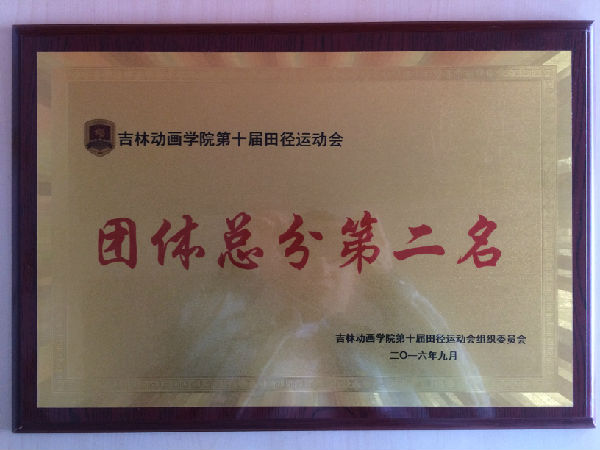 吉林动画学院第十届田径运动会
团体总分第二名
吉林动画学院第十届田径运动会组织委员会
二〇一六年九月